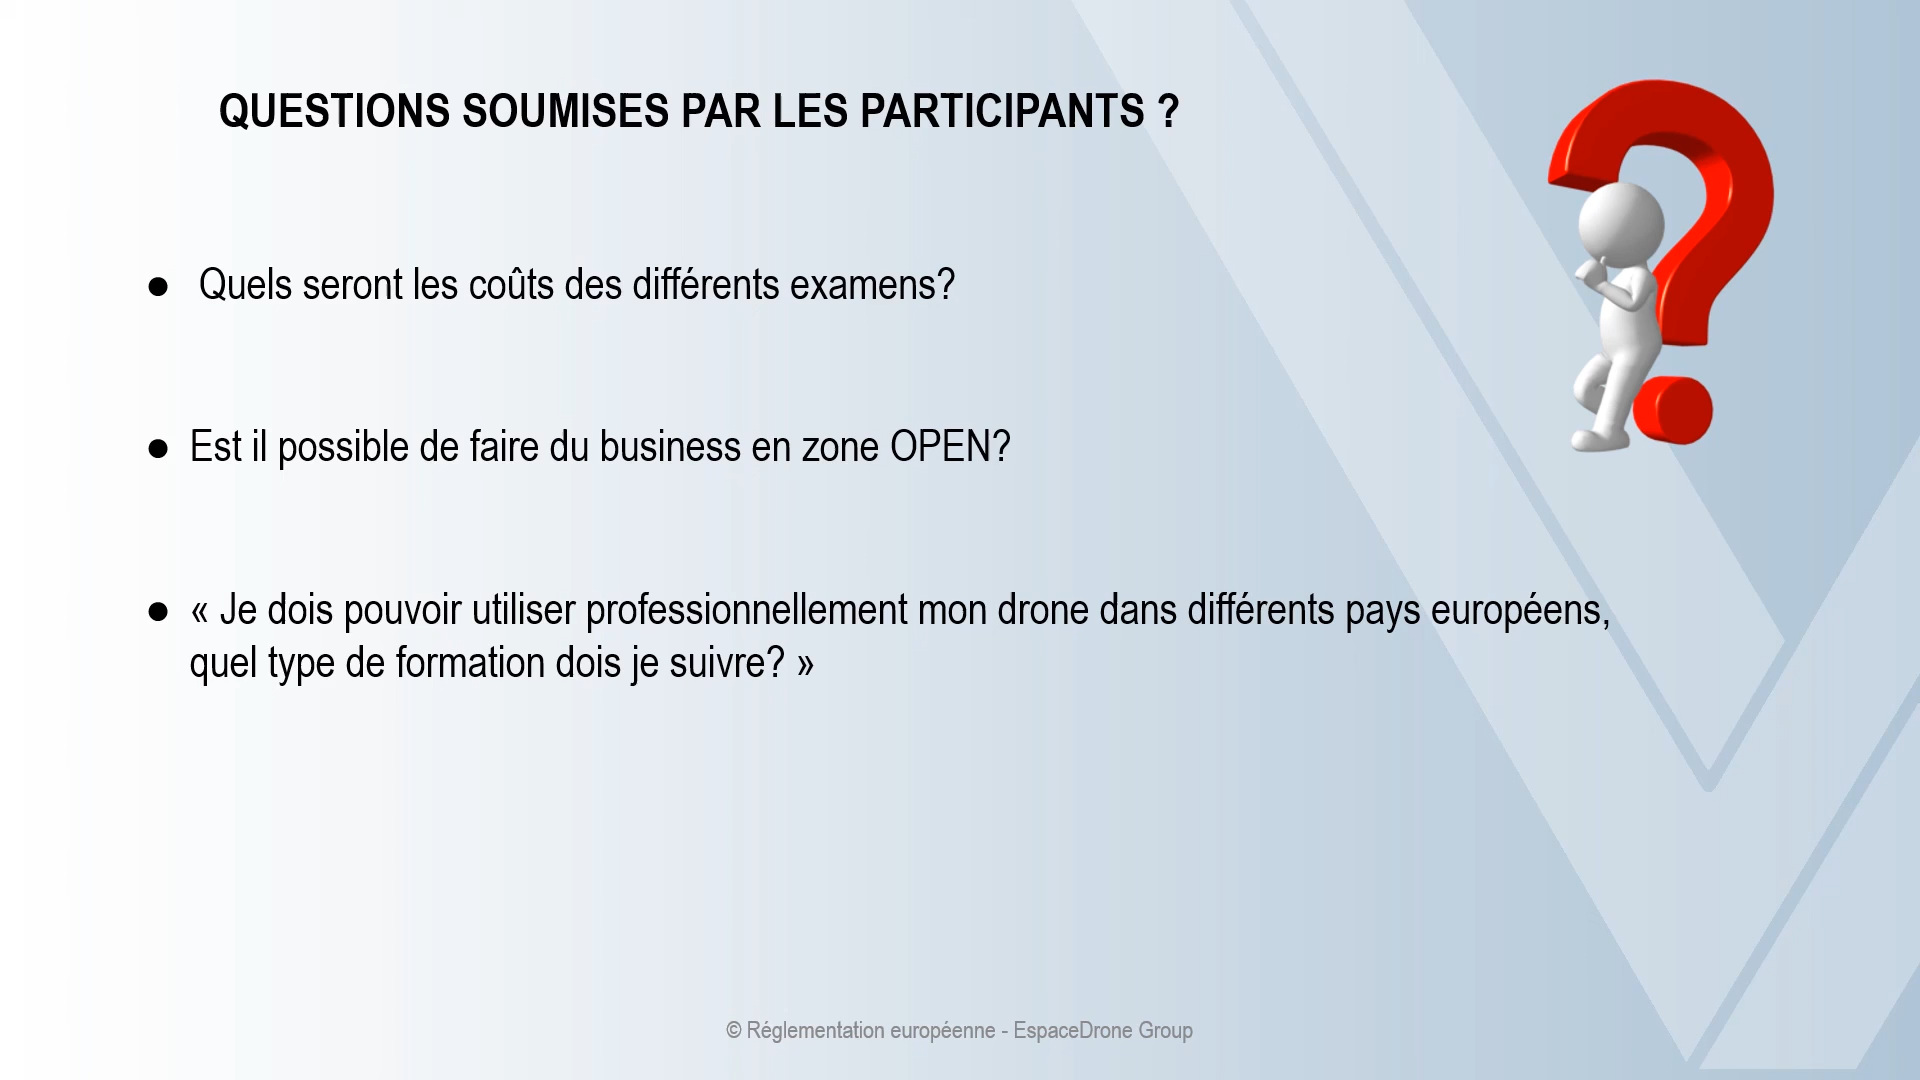 QUESTIONS SOUMISES PAR LES PARTICIPANTS ?
● Quels seront les coûts des différents examens?
● Est il possible de faire du business en zone OPEN?
● « Je dois pouvoir utiliser professionnellement mon drone dans différents pays européens,
quel type de formation dois je suivre? »
© Réglementation européenne - EspaceDrone Group